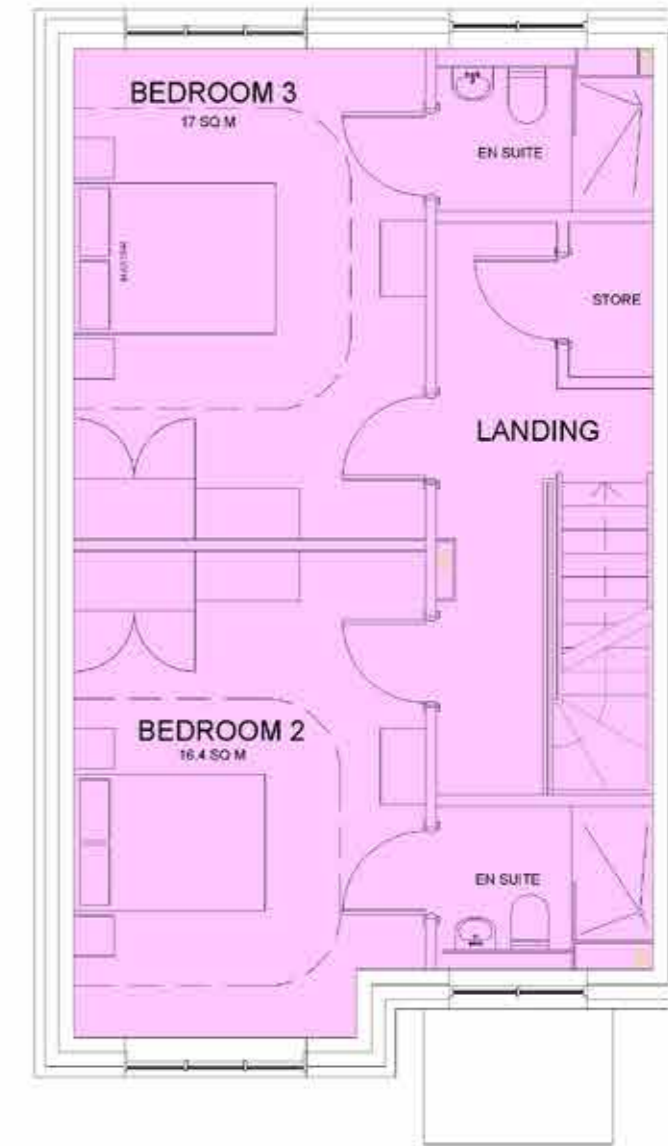 BEDROOM 3
17 SQ M
EN SUITE
STORE
LANDING
BEDROOM 2
16.4 SQ M
EN SUITE